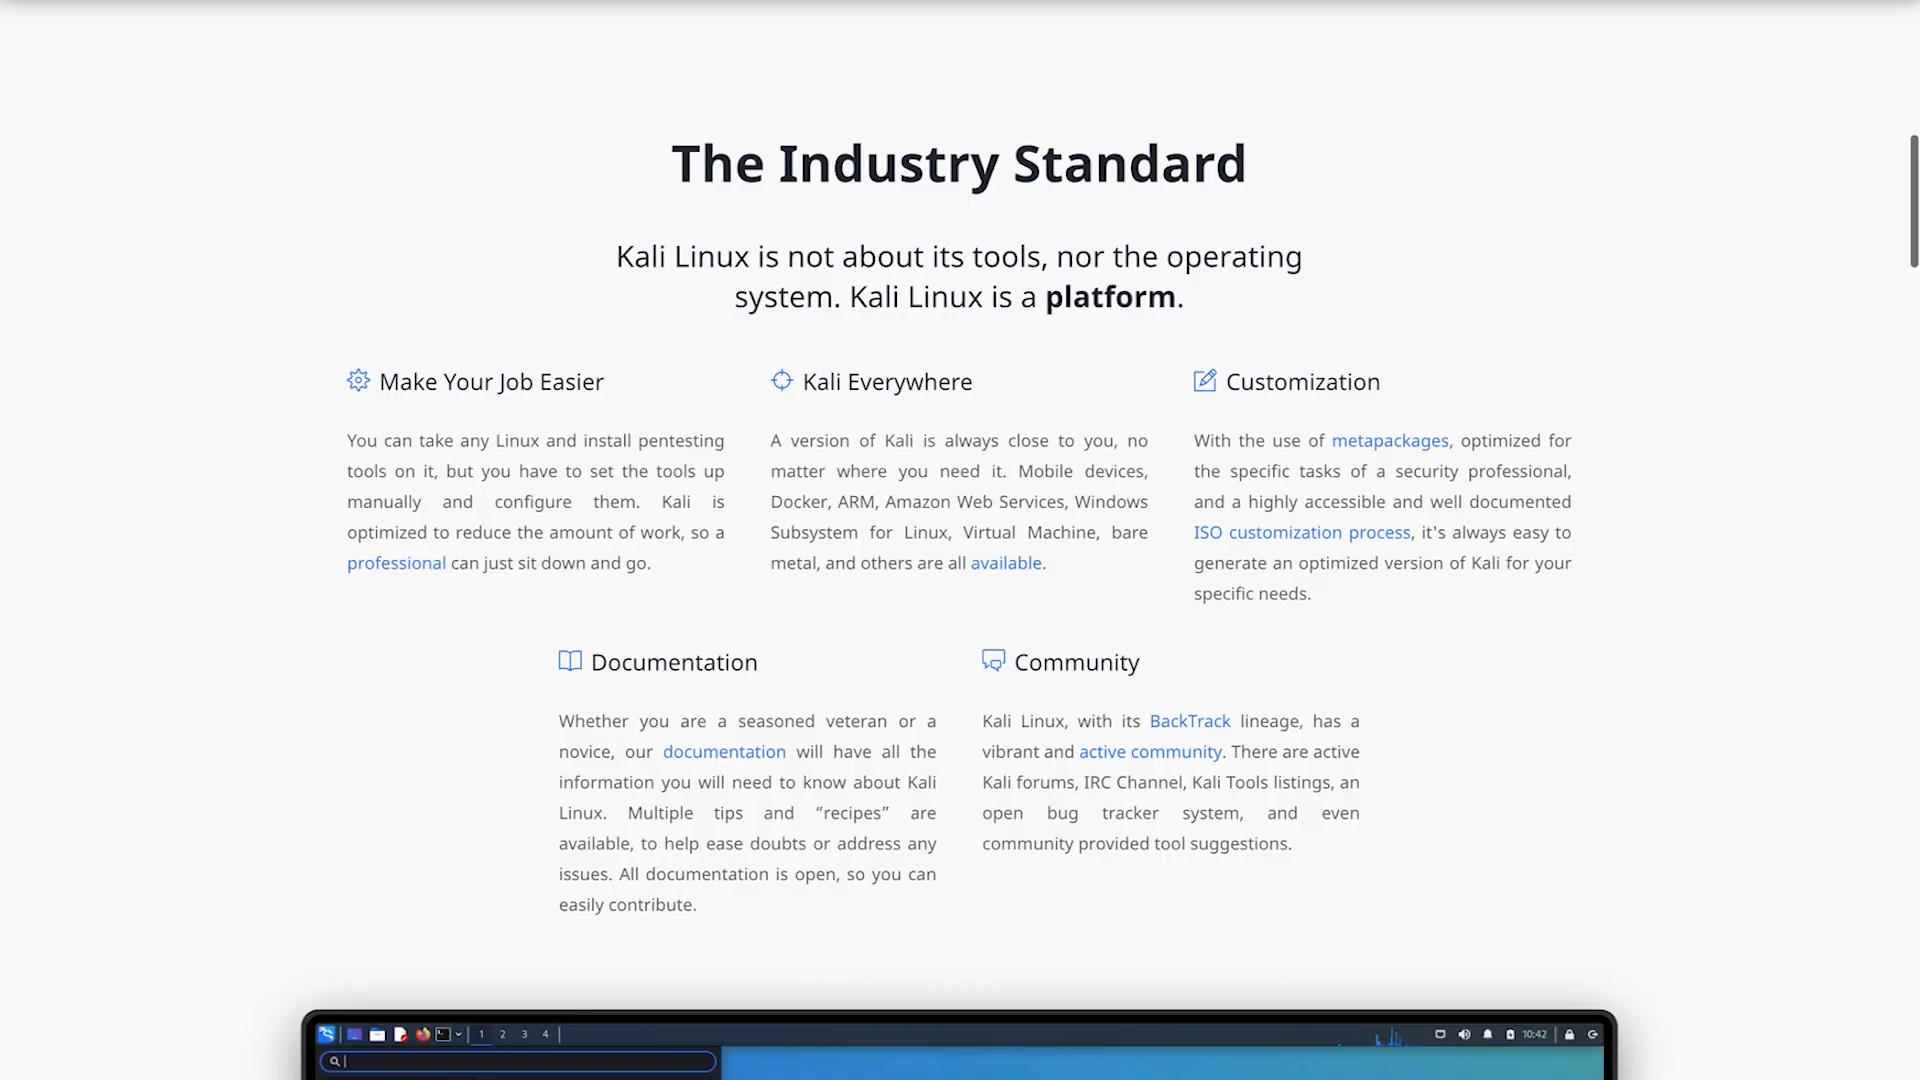 The Industry Standard
Kali Linux is not about its tools, nor the operating
system. Kali Linux is a platform.
Make Your Job Easier
You can take any Linux and install pentesting
tools on it, but you have to set the tools up
manually and configure them. Kali is
optimized to reduce the amount of work, so a
professional can just sit down and go.
Kali Everywhere
A version of Kali is always close to you, no
matter where you need it. Mobile devices,
Docker, ARM, Amazon Web Services, Windows
Subsystem for Linux, Virtual Machine, bare
metal, and others are all available.
Customization
With the use of metapackages, optimized for
the specific tasks of a security professional,
and a highly accessible and well documented
ISO customization process, it's always easy to
generate an optimized version of Kali for your
specific needs.
Documentation
Whether you are a seasoned veteran or a
novice, our documentation will have all the
information you will need to know about Kali
Linux. Multiple tips and “recipes” are
available, to help ease doubts or address any
issues. All documentation is open, so you can
easily contribute.
Community
Kali Linux, with its BackTrack lineage, has a
vibrant and active community. There are active
Kali forums, IRC Channel, Kali Tools listings, an
open bug tracker system, and even
community provided tool suggestions.
1 2 3 4 10:42